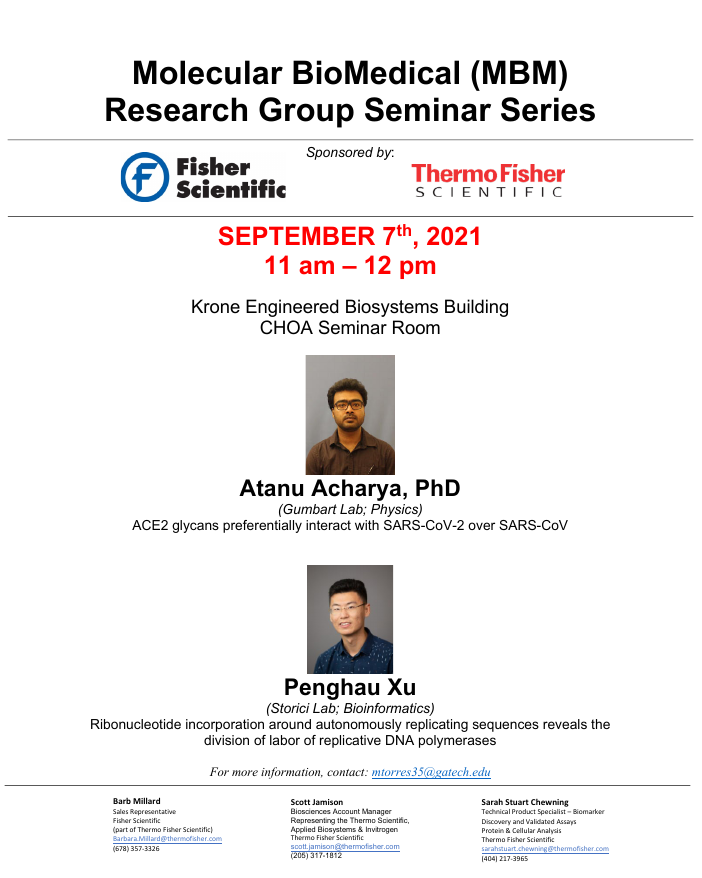 Molecular BioMedical (MBM)
Research Group Seminar Series
Sponsored by:
Fisher
Scientific
ThermoFisher
SCIENTIFIC
SEPTEMBER 7th, 2021
11 am – 12 pm
Krone Engineered Biosystems Building
CHOA Seminar Room
Atanu Acharya, PhD
(Gumbart Lab; Physics)
ACE2 glycans preferentially interact with SARS-CoV-2 over SARS-CoV
Penghau Xu
(Storici Lab; Bioinformatics)
Ribonucleotide incorporation around autonomously replicating sequences reveals the
division of labor of replicative DNA polymerases
For more information, contact: mtorres35@gatech.edu
Barb Millard
Sales Representative
Fisher Scientific
(part of Thermo Fisher Scientific)
Barbara.Millard@thermofisher.com
(678) 357-3326
Scott Jamison
Biosciences Account Manager
Representing the Thermo Scientific,
Applied Biosystems & Invitrogen
Thermo Fisher Scientific
scott.jamison@thermofisher.com
(205) 317-1812
Sarah Stuart Chewning
Technical Product Specialist – Biomarker
Discovery and Validated Assays
Protein & Cellular Analysis
Thermo Fisher Scientific
sarahstuart.chewning@thermofisher.com
(404) 217-3965